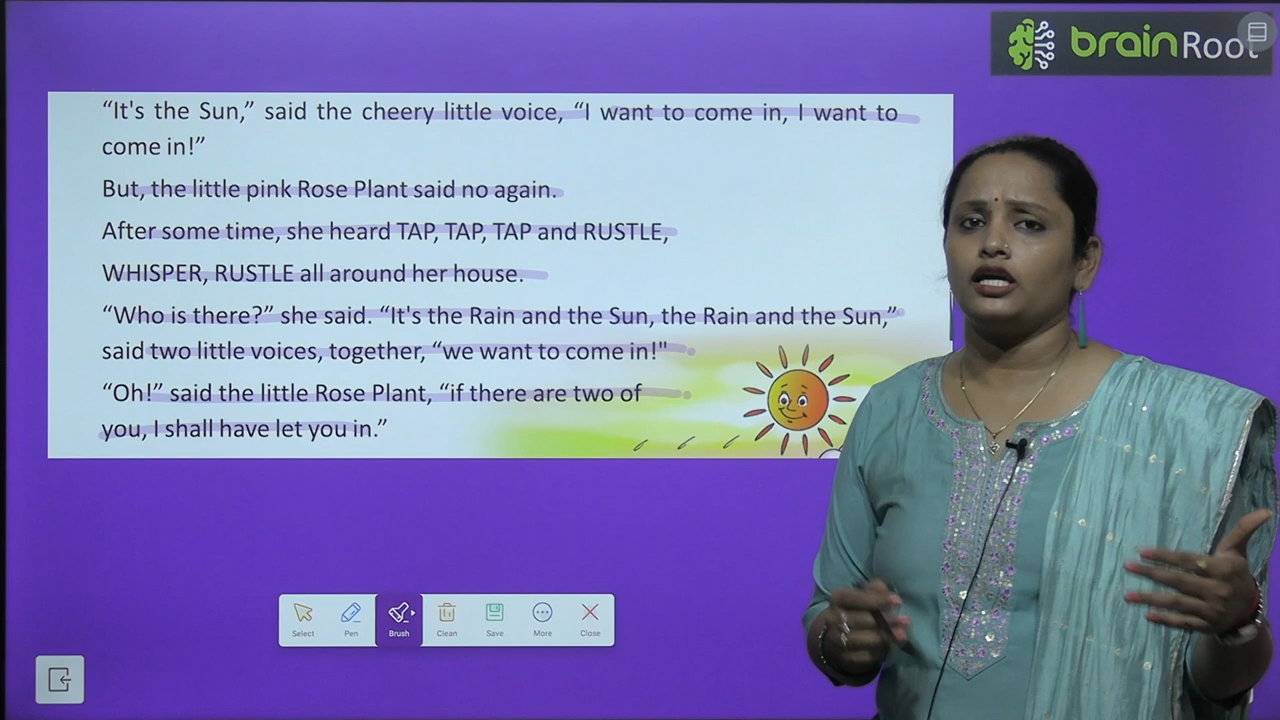 brainRoot
“It's the Sun,” said the cheery little voice, “I want to come in, I want to
come in!”
But, the little pink Rose Plant said no again.
After some time, she heard TAP, TAP, TAP and RUSTLE,
WHISPER, RUSTLE all around her house.
“Who is there?” she said. “It's the Rain and the Sun, the Rain and the Sun,”
said two little voices, together, “we want to come in!"
“Oh!” said the little Rose Plant, “if there are two of
you, I shall have let you in.”
Select Pen Brush Clean Save More Close